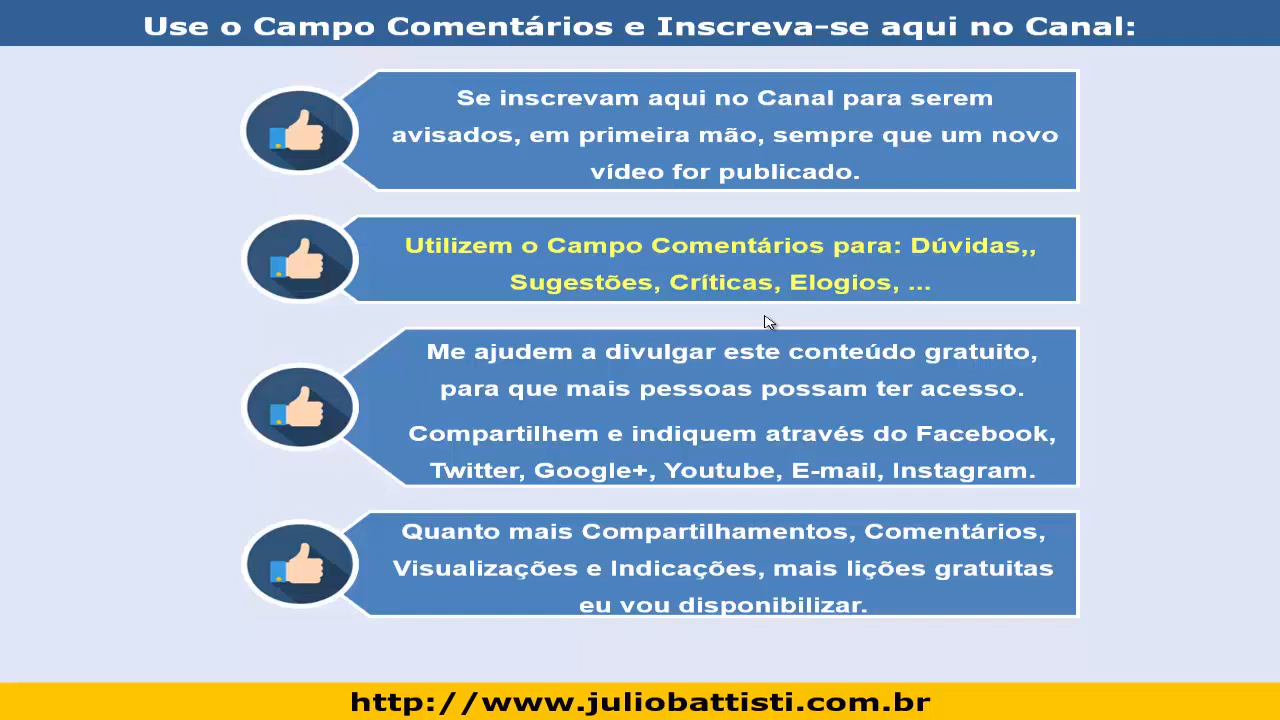 Use o Campo Comentários e Inscreva-se aqui no Canal:
Se inscrevam aqui no Canal para serem
avisados, em primeira mão, sempre que um novo
vídeo for publicado.
Utilizem o Campo Comentários para: Dúvidas,,
Sugestões, Críticas, Elogios, ...
Me ajudem a divulgar este conteúdo gratuito,
para que mais pessoas possam ter acesso.
Compartilhem e indiquem através do Facebook,
Twitter, Google+, Youtube, E-mail, Instagram.
Quanto mais Compartilhamentos, Comentários,
Visualizações e Indicações, mais lições gratuitas
eu vou disponibilizar.
http://www.juliobattisti.com.br